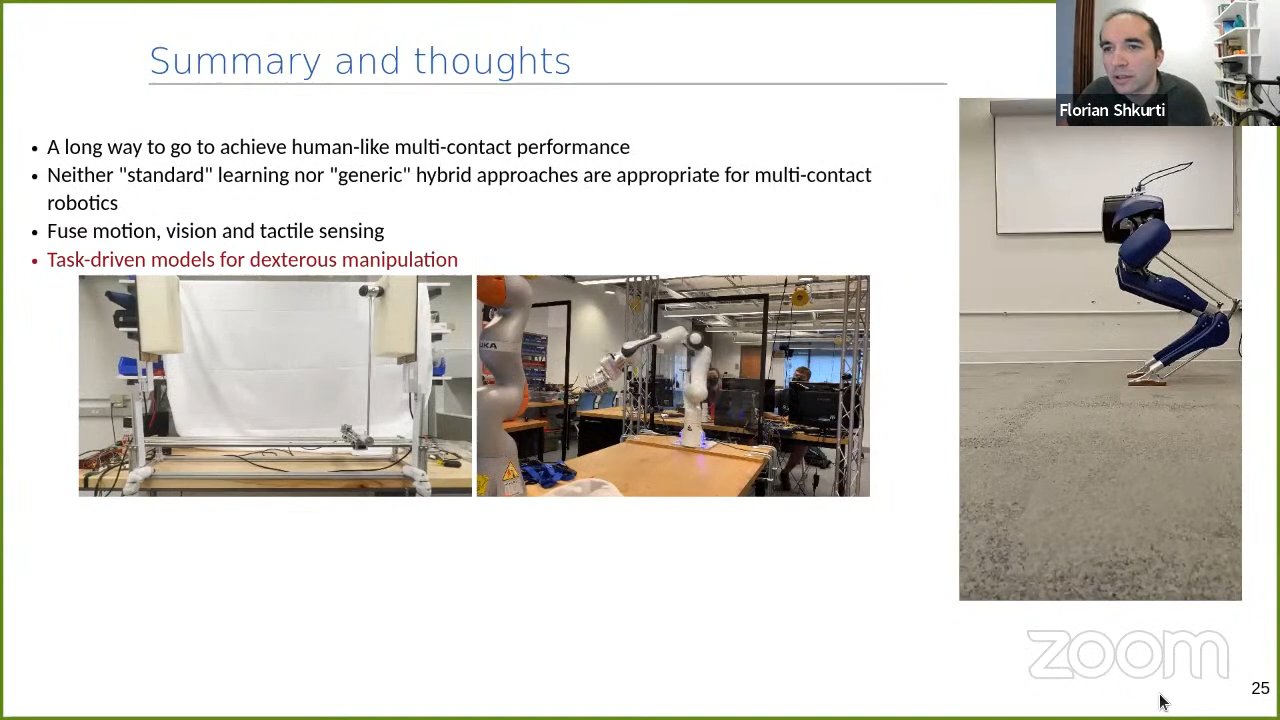 Summary and thoughts
Florian Shkurti
• A long way to go to achieve human-like multi-contact performance
• Neither "standard" learning nor "generic" hybrid approaches are appropriate for multi-contact
robotics
• Fuse motion, vision and tactile sensing
• Task-driven models for dexterous manipulation
UKA
zoom
25